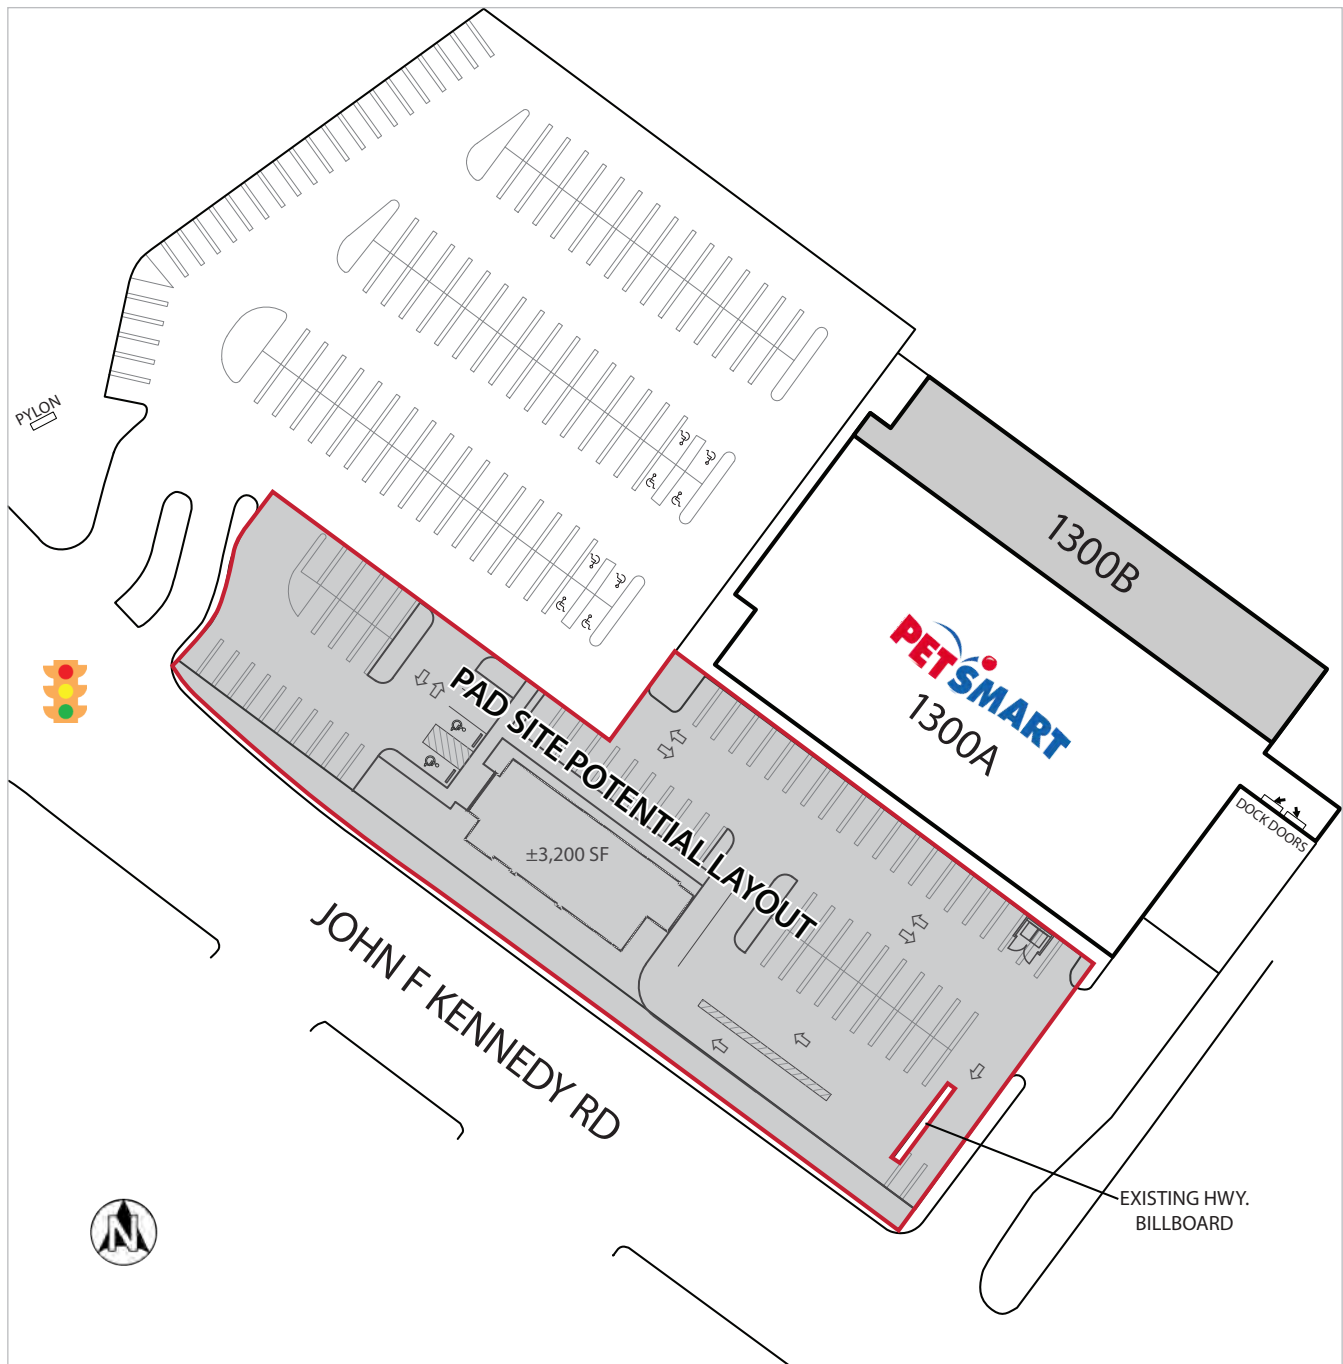 PYLON
1300B
PETSMART
1300A
DOCK DOORS
PAD SITE POTENTIAL LAYOUT
±3,200 SF
JOHN F KENNEDY RD
EXISTING HWY.
BILLBOARD
N